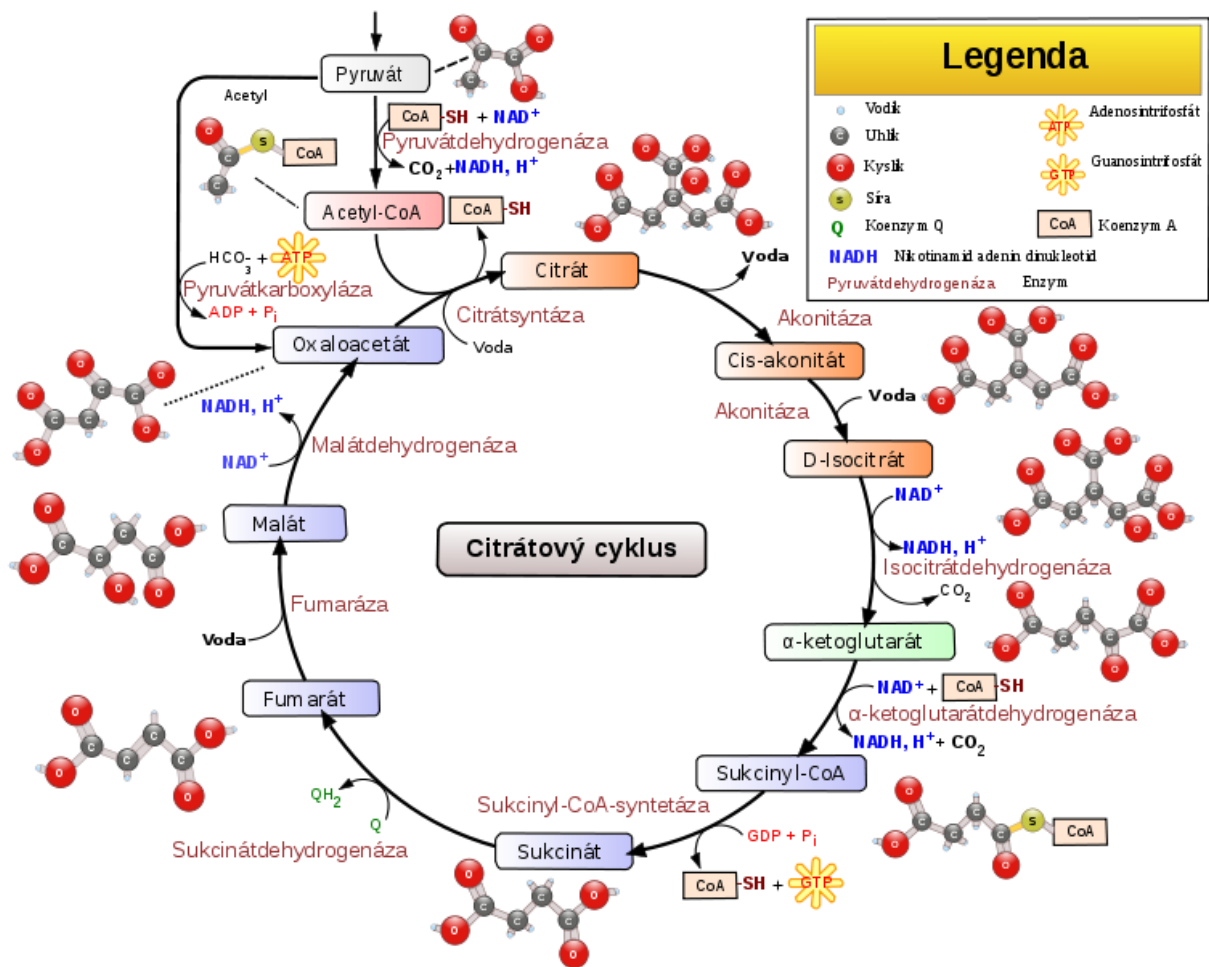 Legenda
Vodík
Uhlík
Kyslík
S Síra
Q Koenzym Q
NADH Nikotinamid adenin dinukleotid
Pyruvátdehydrogenáza Enzym
ATP Adenosintrifosfát
GTP Guanosintrifosfát
CoA Koenzym A
Pyruvát
Acetyl
CoA-SH + NAD+
Pyruvátdehydrogenáza
CO2+NADH, H+
S CoA
Acetyl-CoA
CoA-SH
HCO3- + ATP
Pyruvátkarboxyláza
ADP + Pi
Citrát
Voda
Citrátsyntáza
Voda
Oxaloacetát
Akonitáza
Cis-akonitát
Akonitáza
Voda
D-Isocitrát
NAD+
NADH, H+
Isocitrátdehydrogenáza
CO2
α-ketoglutarát
NAD+ + CoA-SH
α-ketoglutarátdehydrogenáza
NADH, H+ + CO2
Sukcinyl-CoA
S CoA
Sukcinyl-CoA-syntetáza
GDP + Pi
CoA-SH + GTP
Sukcinát
QH2
Q
Sukcinátdehydrogenáza
Fumarát
Voda
Fumaráza
Malát
NADH, H+
NAD+
Malátdehydrogenáza
Citrátový cyklus